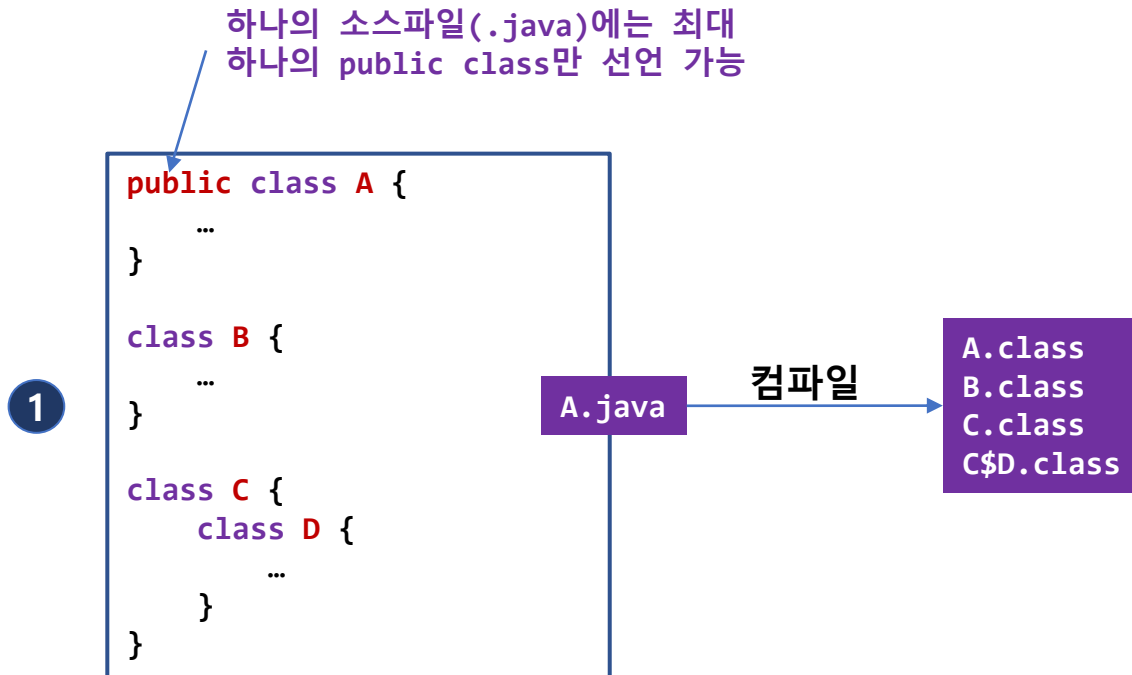 하나의 소스파일(.java)에는 최대
하나의 public class만 선언 가능
public class A {
…
}
class B {
…
}
class C {
class D {
…
}
}
1
A.java
컴파일
A.class
B.class
C.class
C$D.class